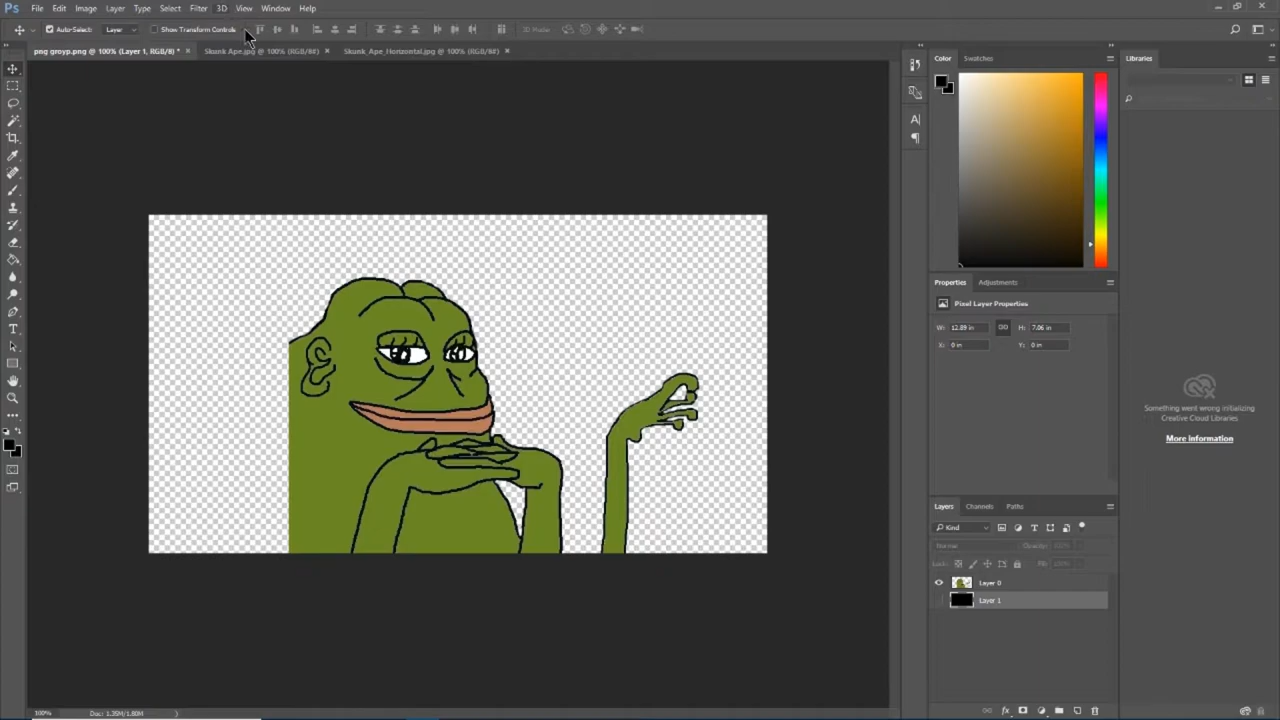 Ps File Edit Image Layer Type Select Filter 3D View Window Help
Auto-Select: Layer Show Transform Controls 3D Mode:
png groyp.png @ 100% (Layer 1, RGB/8) * × Skunk Ape.jpg @ 100% (RGB/8#) × Skunk_Ape_Horizontal.jpg @ 100% (RGB/8#) ×
Color Swatches
Libraries
Properties Adjustments
Pixel Layer Properties
W: 12.89 in H: 7.06 in
X: 0 in Y: 0 in
Something went wrong initializing
Creative Cloud Libraries
More Information
Layers Channels Paths
Kind
Normal Opacity: 100%
Lock: Fill: 100%
Layer 0
Layer 1
100% Doc: 1.35M/1.80M